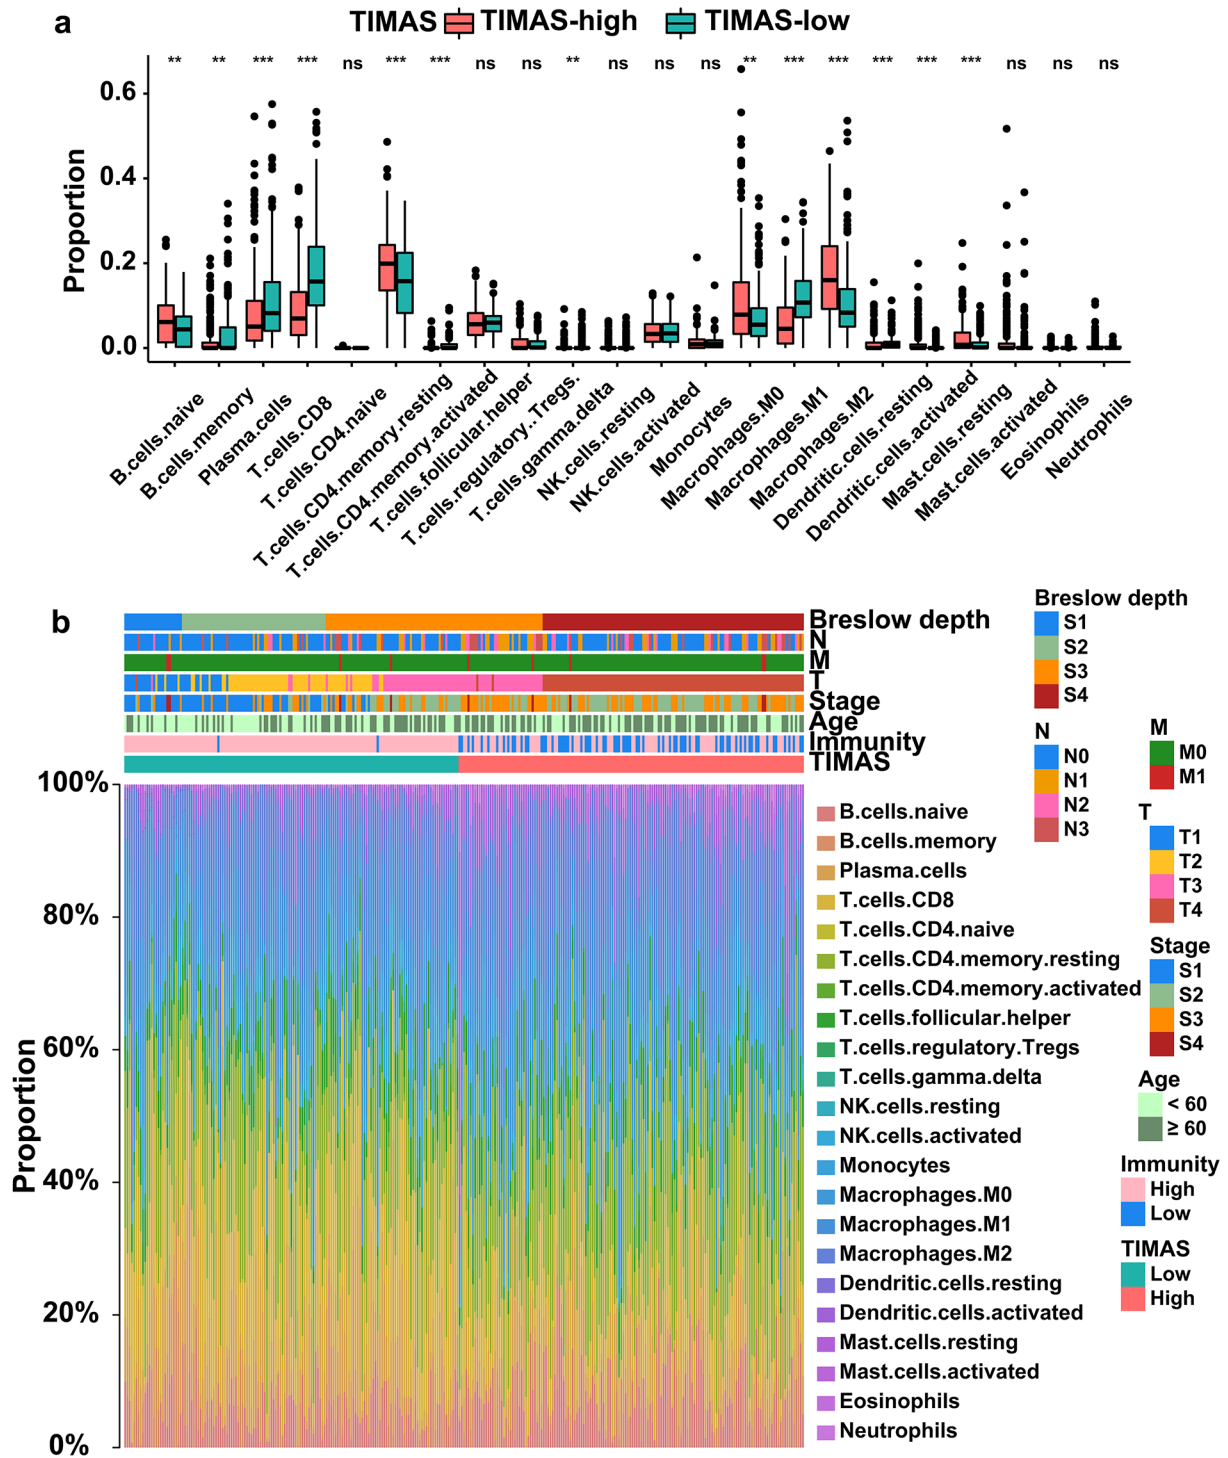 a
TIMAS TIMAS-high TIMAS-low
** ** *** *** ns *** *** ns ns ** ns ns ns ** *** *** *** *** *** ns ns ns
Proportion
0.6
0.4
0.2
0.0
B.cells.naive
B.cells.memory
Plasma.cells
T.cells.CD8
T.cells.CD4.naive
T.cells.CD4.memory.resting
T.cells.CD4.memory.activated
T.cells.follicular.helper
T.cells.regulatory..Tregs.
T.cells.gamma.delta
NK.cells.resting
NK.cells.activated
Monocytes
Macrophages.M0
Macrophages.M1
Macrophages.M2
Dendritic.cells.resting
Dendritic.cells.activated
Mast.cells.resting
Mast.cells.activated
Eosinophils
Neutrophils
b
Breslow depth
N
M
T
Stage
Age
Immunity
TIMAS
Proportion
100%
80%
60%
40%
20%
0%
B.cells.naive
B.cells.memory
Plasma.cells
T.cells.CD8
T.cells.CD4.naive
T.cells.CD4.memory.resting
T.cells.CD4.memory.activated
T.cells.follicular.helper
T.cells.regulatory.Tregs
T.cells.gamma.delta
NK.cells.resting
NK.cells.activated
Monocytes
Macrophages.M0
Macrophages.M1
Macrophages.M2
Dendritic.cells.resting
Dendritic.cells.activated
Mast.cells.resting
Mast.cells.activated
Eosinophils
Neutrophils
Breslow depth
S1
S2
S3
S4
N
N0
N1
N2
N3
M
M0
M1
T
T1
T2
T3
T4
Stage
S1
S2
S3
S4
Age
< 60
≥ 60
Immunity
High
Low
TIMAS
Low
High